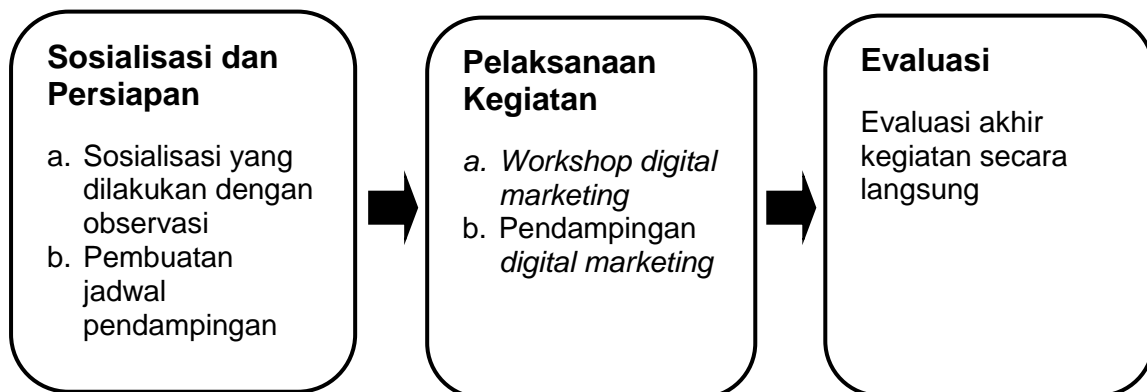 Sosialisasi dan
Persiapan
a. Sosialisasi yang
dilakukan dengan
observasi
b. Pembuatan
jadwal
pendampingan
Pelaksanaan
Kegiatan
a. Workshop digital
marketing
b. Pendampingan
digital marketing
Evaluasi
Evaluasi akhir
kegiatan secara
langsung